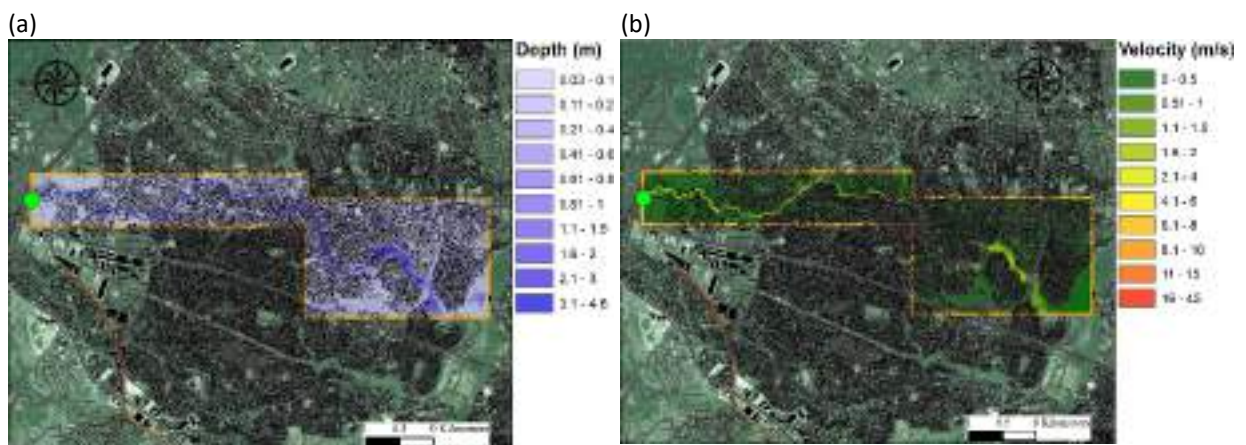 (a)
(b)
Depth (m)
0.03 - 0.1
0.11 - 0.2
0.21 - 0.4
0.41 - 0.6
0.61 - 0.8
0.81 - 1
1.1 - 1.5
1.6 - 2
2.1 - 3
3.1 - 4.6
Velocity (m/s)
0 - 0.5
0.51 - 1
1.1 - 1.5
1.6 - 2
2.1 - 4
4.1 - 6
6.1 - 8
8.1 - 10
11 - 15
16 - 45